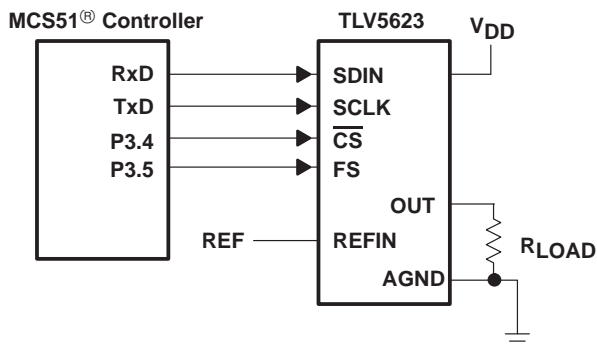 MCS51® Controller
TLV5623
VDD
RxD
SDIN
TxD
SCLK
P3.4
CS
P3.5
FS
OUT
REF
REFIN
RLOAD
AGND